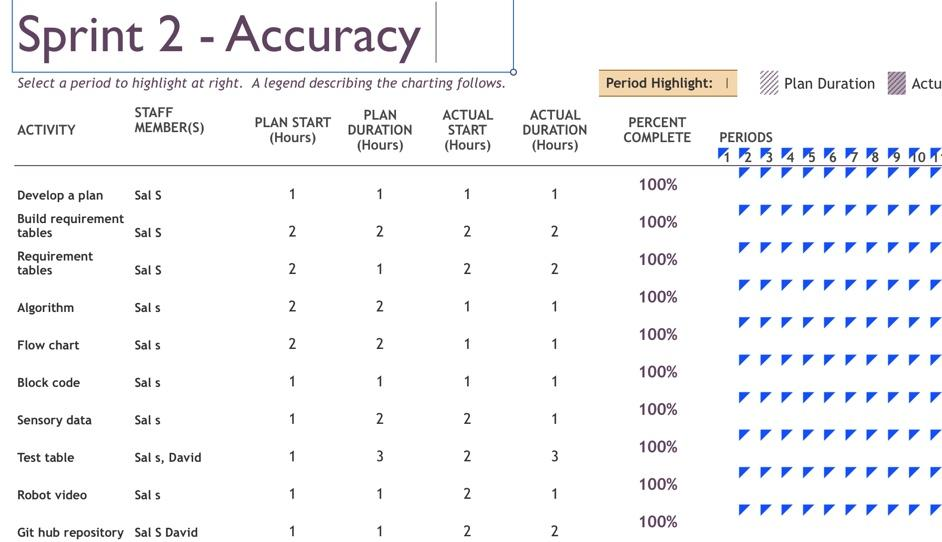 Sprint 2 - Accuracy
Select a period to highlight at right. A legend describing the charting follows.
Period Highlight: 1
Plan Duration
ACTIVITY
STAFF
MEMBER(S)
PLAN START
(Hours)
PLAN
DURATION
(Hours)
ACTUAL
START
(Hours)
ACTUAL
DURATION
(Hours)
PERCENT
COMPLETE
PERIODS
1 2 3 4 5 6 7 8 9 10
Develop a plan Sal S 1 1 1 1 100%
Build requirement
tables Sal S 2 2 2 2 100%
Requirement
tables Sal S 2 1 2 2 100%
Algorithm Sal s 2 2 1 1 100%
Flow chart Sal s 2 2 1 1 100%
Block code Sal s 1 1 1 1 100%
Sensory data Sal s 1 2 2 1 100%
Test table Sal s, David 1 3 2 3 100%
Robot video Sal s 1 1 2 1 100%
Git hub repository Sal S David 1 1 2 2 100%